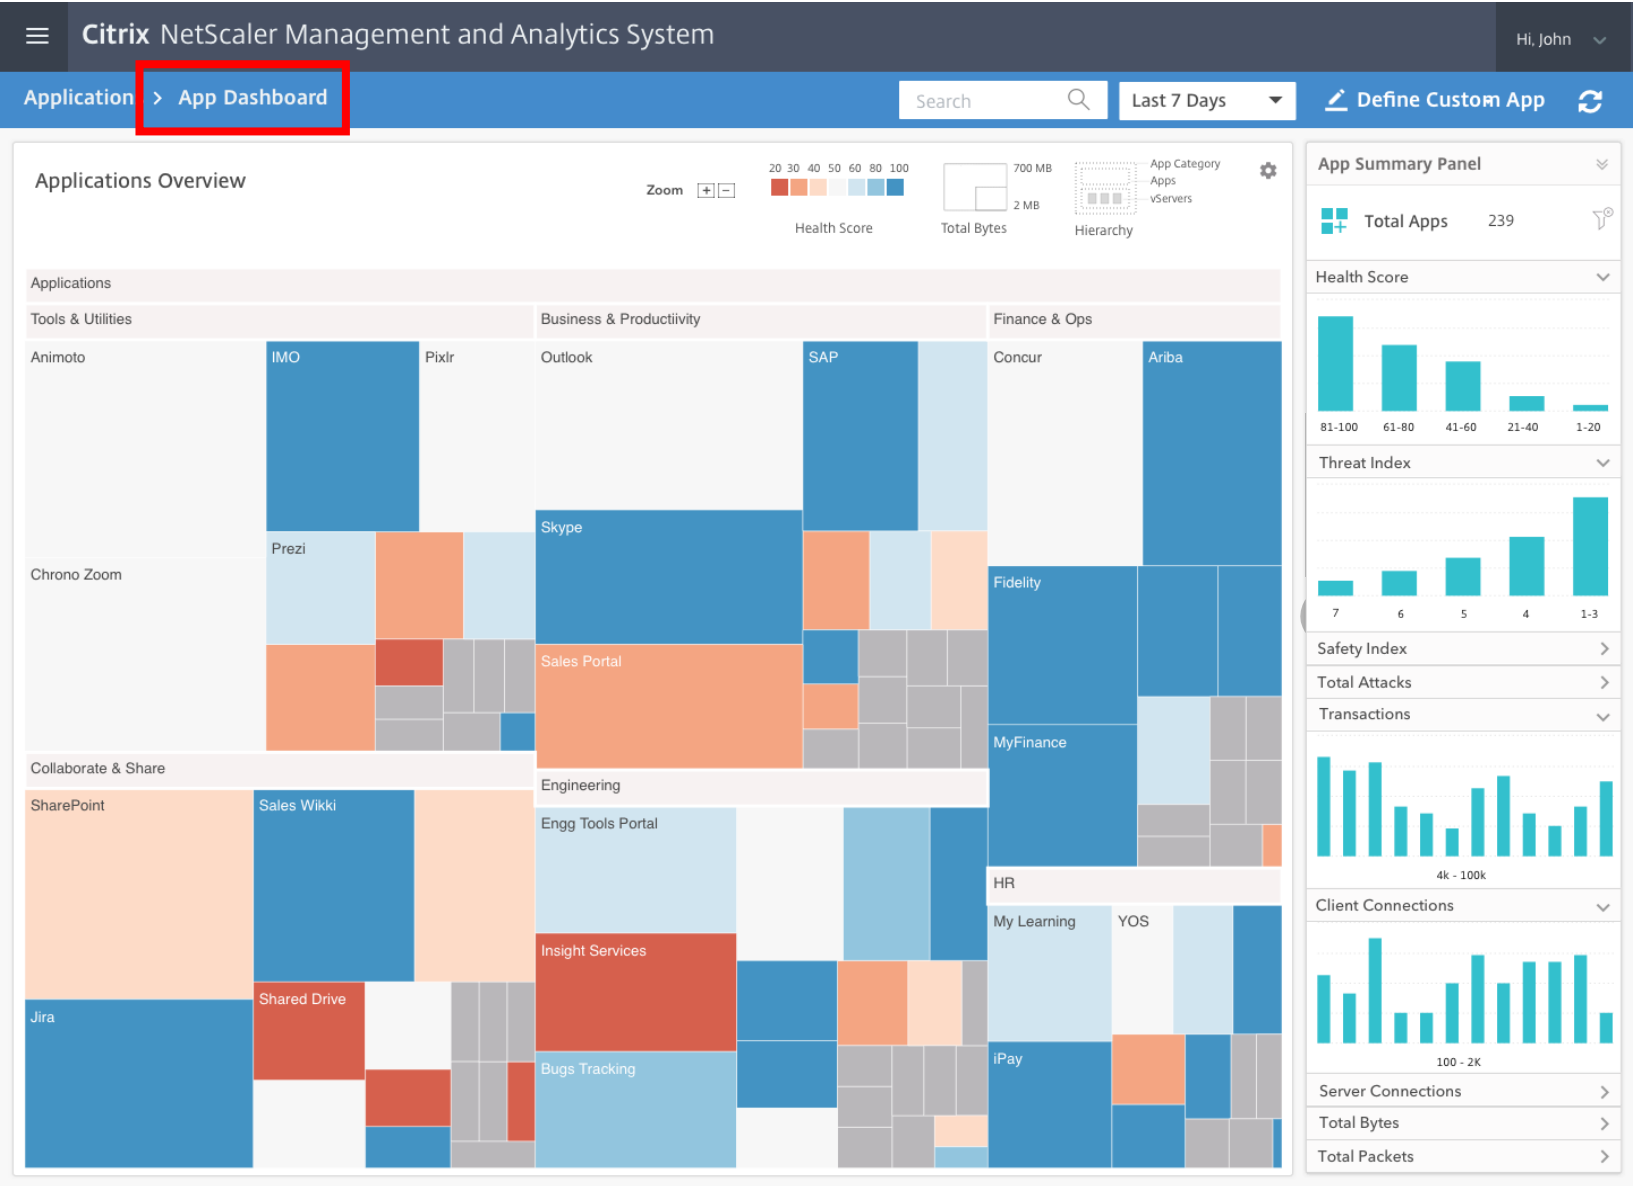 Citrix NetScaler Management and Analytics System
Hi, John
Application > App Dashboard
Search
Last 7 Days
Define Custom App
Applications Overview
Zoom + −
20 30 40 50 60 80 100
Health Score
700 MB
2 MB
Total Bytes
App Category
Apps
vServers
Hierarchy
Applications
Tools & Utilities
Business & Productiivity
Finance & Ops
Animoto
IMO
Pixlr
Outlook
SAP
Concur
Ariba
Skype
Prezi
Chrono Zoom
Fidelity
Sales Portal
MyFinance
Collaborate & Share
Engineering
SharePoint
Sales Wikki
Engg Tools Portal
HR
My Learning
YOS
Insight Services
Shared Drive
Jira
iPay
Bugs Tracking
App Summary Panel
Total Apps 239
Health Score
81-100 61-80 41-60 21-40 1-20
Threat Index
7 6 5 4 1-3
Safety Index
Total Attacks
Transactions
4k - 100k
Client Connections
100 - 2K
Server Connections
Total Bytes
Total Packets